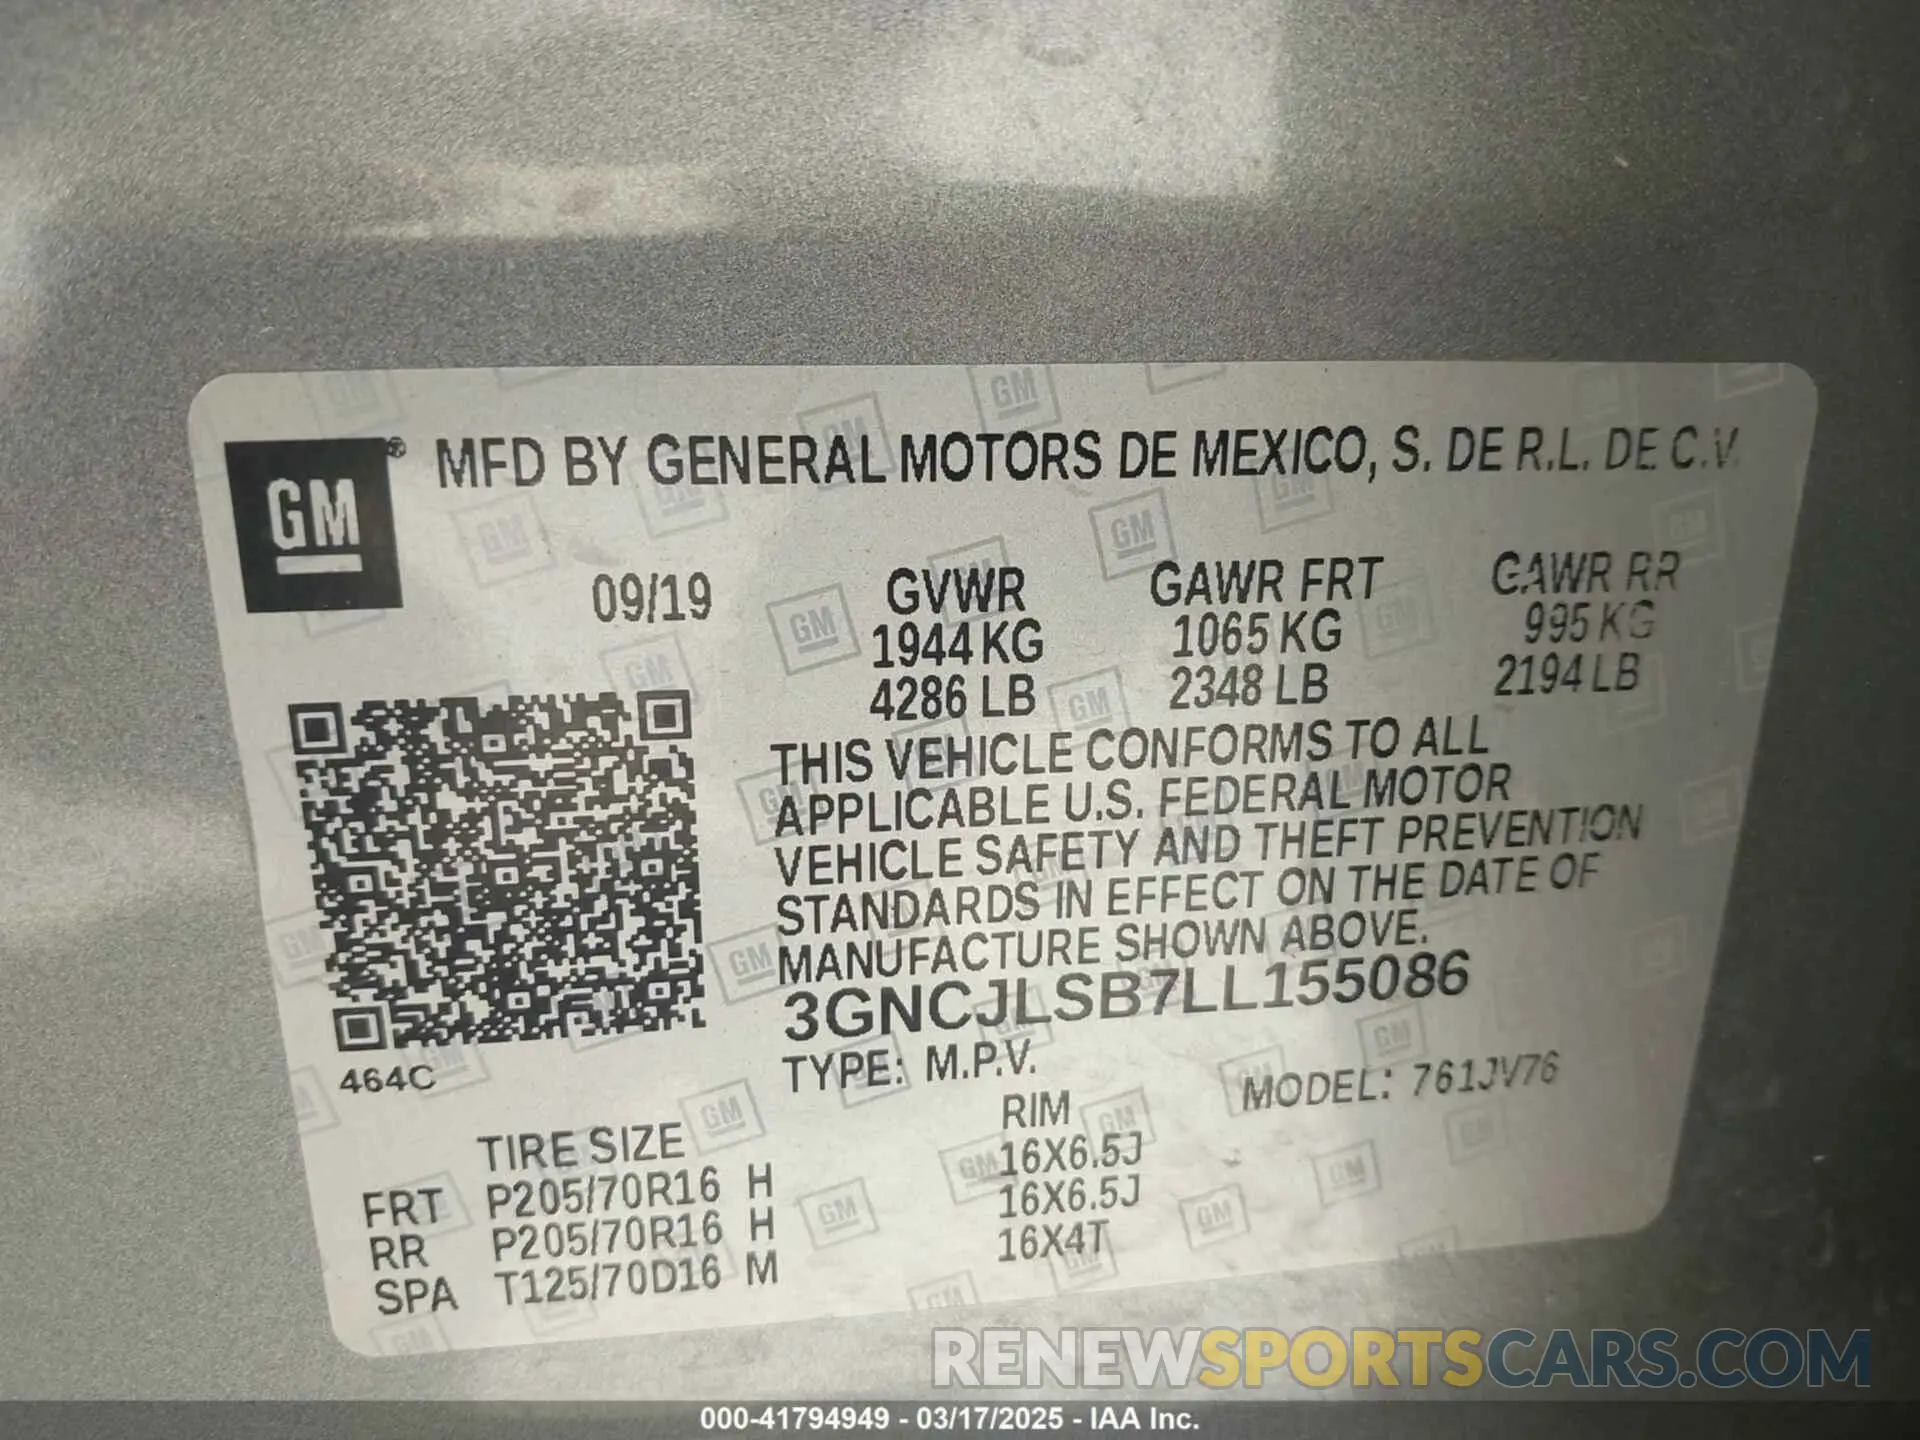 GM ® MFD BY GENERAL MOTORS DE MEXICO, S. DE R.L. DE C.V.
09/19 GVWR GAWR FRT GAWR RR
1944 KG 1065 KG 995 KG
4286 LB 2348 LB 2194 LB
THIS VEHICLE CONFORMS TO ALL
APPLICABLE U.S. FEDERAL MOTOR
VEHICLE SAFETY AND THEFT PREVENTION
STANDARDS IN EFFECT ON THE DATE OF
MANUFACTURE SHOWN ABOVE.
3GNCJLSB7LL155086
464C TYPE: M.P.V. MODEL: 761JV76
TIRE SIZE RIM
FRT P205/70R16 H 16X6.5J
RR P205/70R16 H 16X6.5J
SPA T125/70D16 M 16X4T
RENEWSPORTSCARS.COM
000-41794949 - 03/17/2025 - IAA Inc.